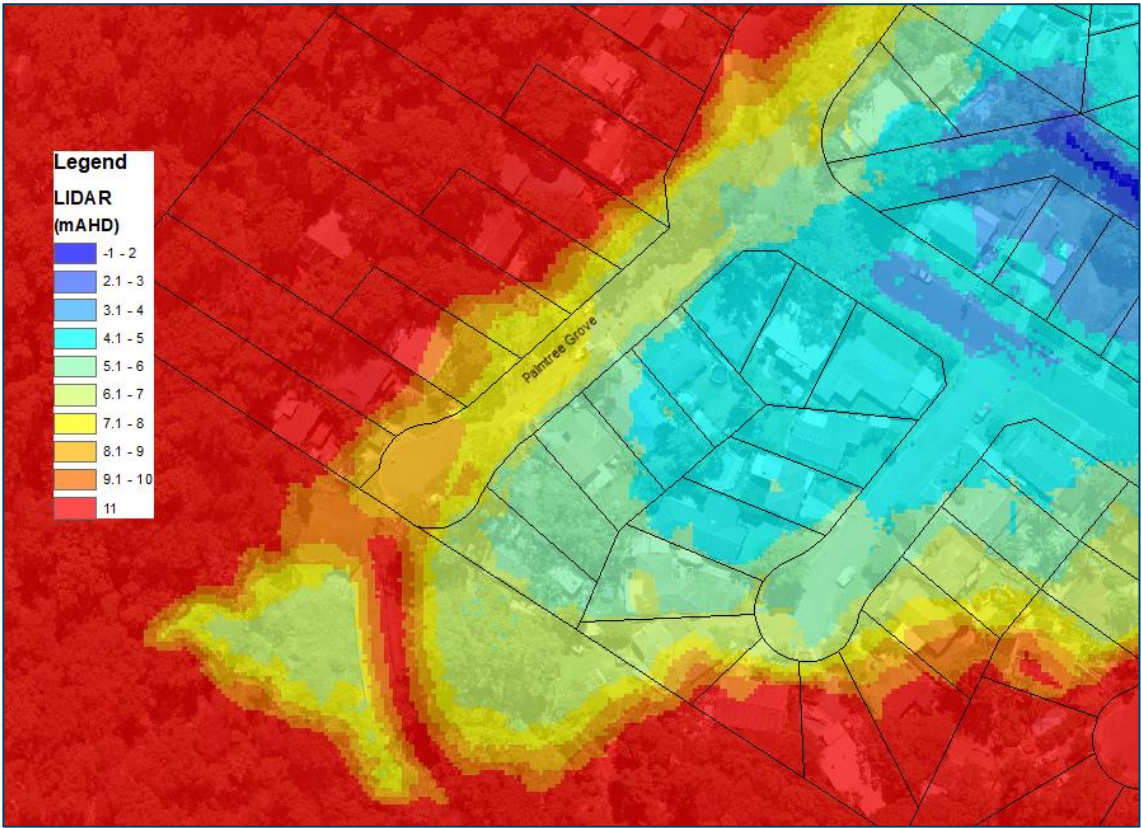 Legend
LIDAR
(mAHD)
-1 - 2
2.1 - 3
3.1 - 4
4.1 - 5
5.1 - 6
6.1 - 7
7.1 - 8
8.1 - 9
9.1 - 10
11
Palmtree Grove